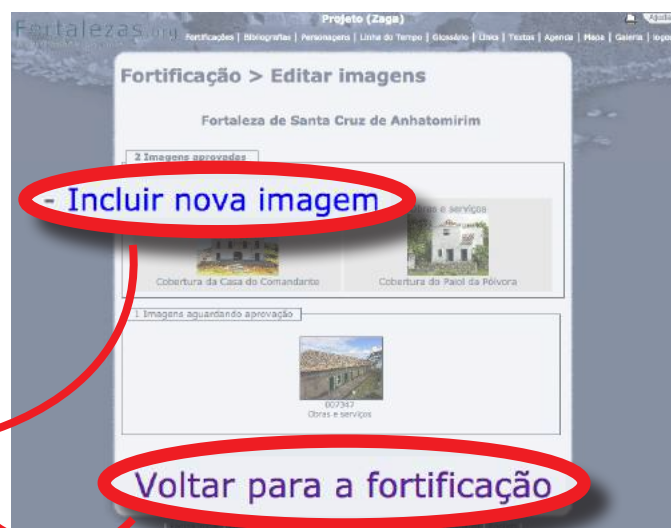 Fortalezas.org
Projeto (Zaga)
Fortificações | Bibliografias | Personagens | Linha do Tempo | Glossário | Links | Textos | Agenda | Mapa | Galeria |
Fortificação > Editar imagens
Fortaleza de Santa Cruz de Anhatomirim
2 Imagens aprovadas
- Incluir nova imagem
Obras e serviços
Cobertura da Casa do Comandante
Cobertura do Paiol da Pólvora
1 Imagens aguardando aprovação
007347
Obras e serviços
Voltar para a fortificação